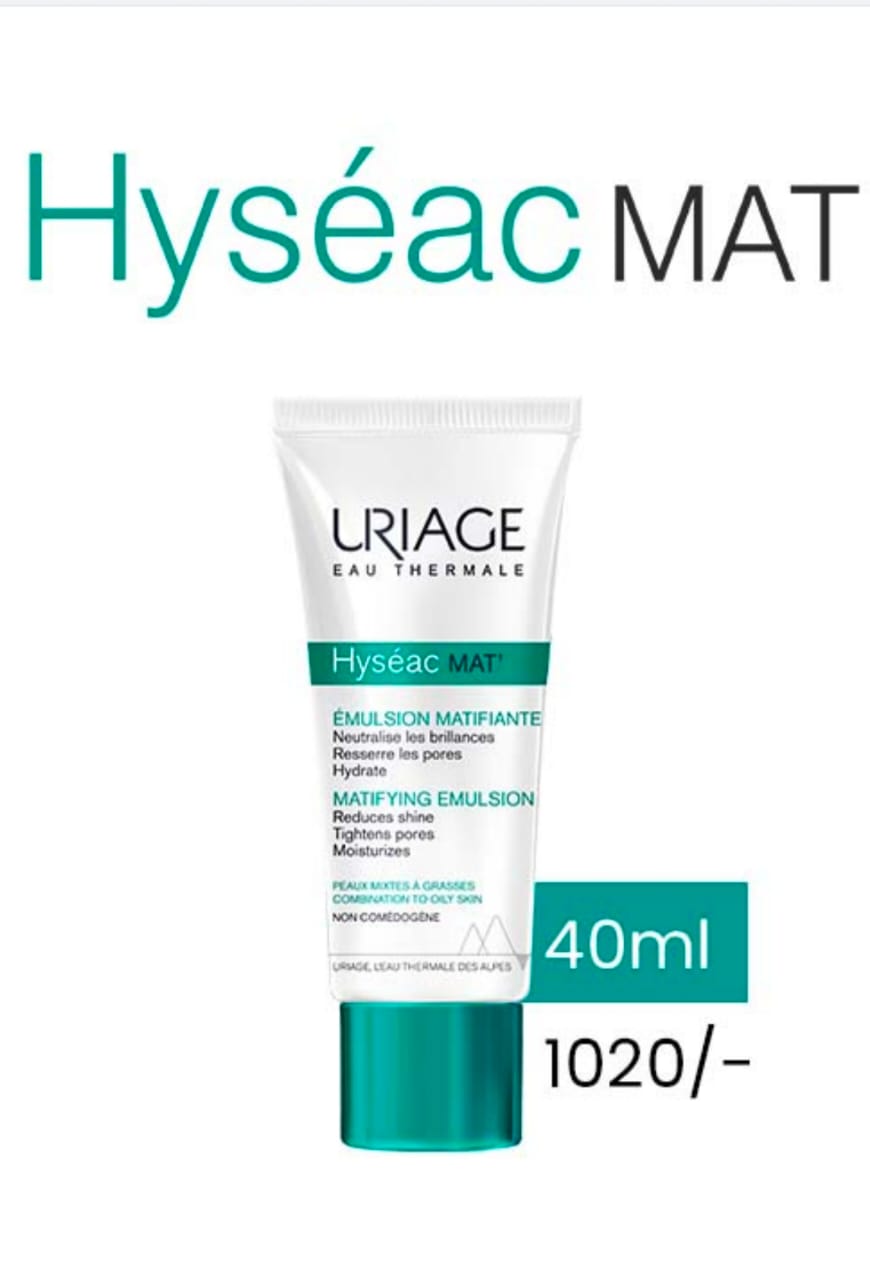 Hyséac MAT
URIAGE
EAU THERMALE
Hyséac MAT'
ÉMULSION MATIFIANTE
Neutralise les brillances
Resserre les pores
Hydrate
MATIFYING EMULSION
Reduces shine
Tightens pores
Moisturizes
PEAUX MIXTES À GRASSES
COMBINATION TO OILY SKIN
NON COMÉDOGÈNE
URIAGE, L'EAU THERMALE DES ALPES
40ml
1020/-